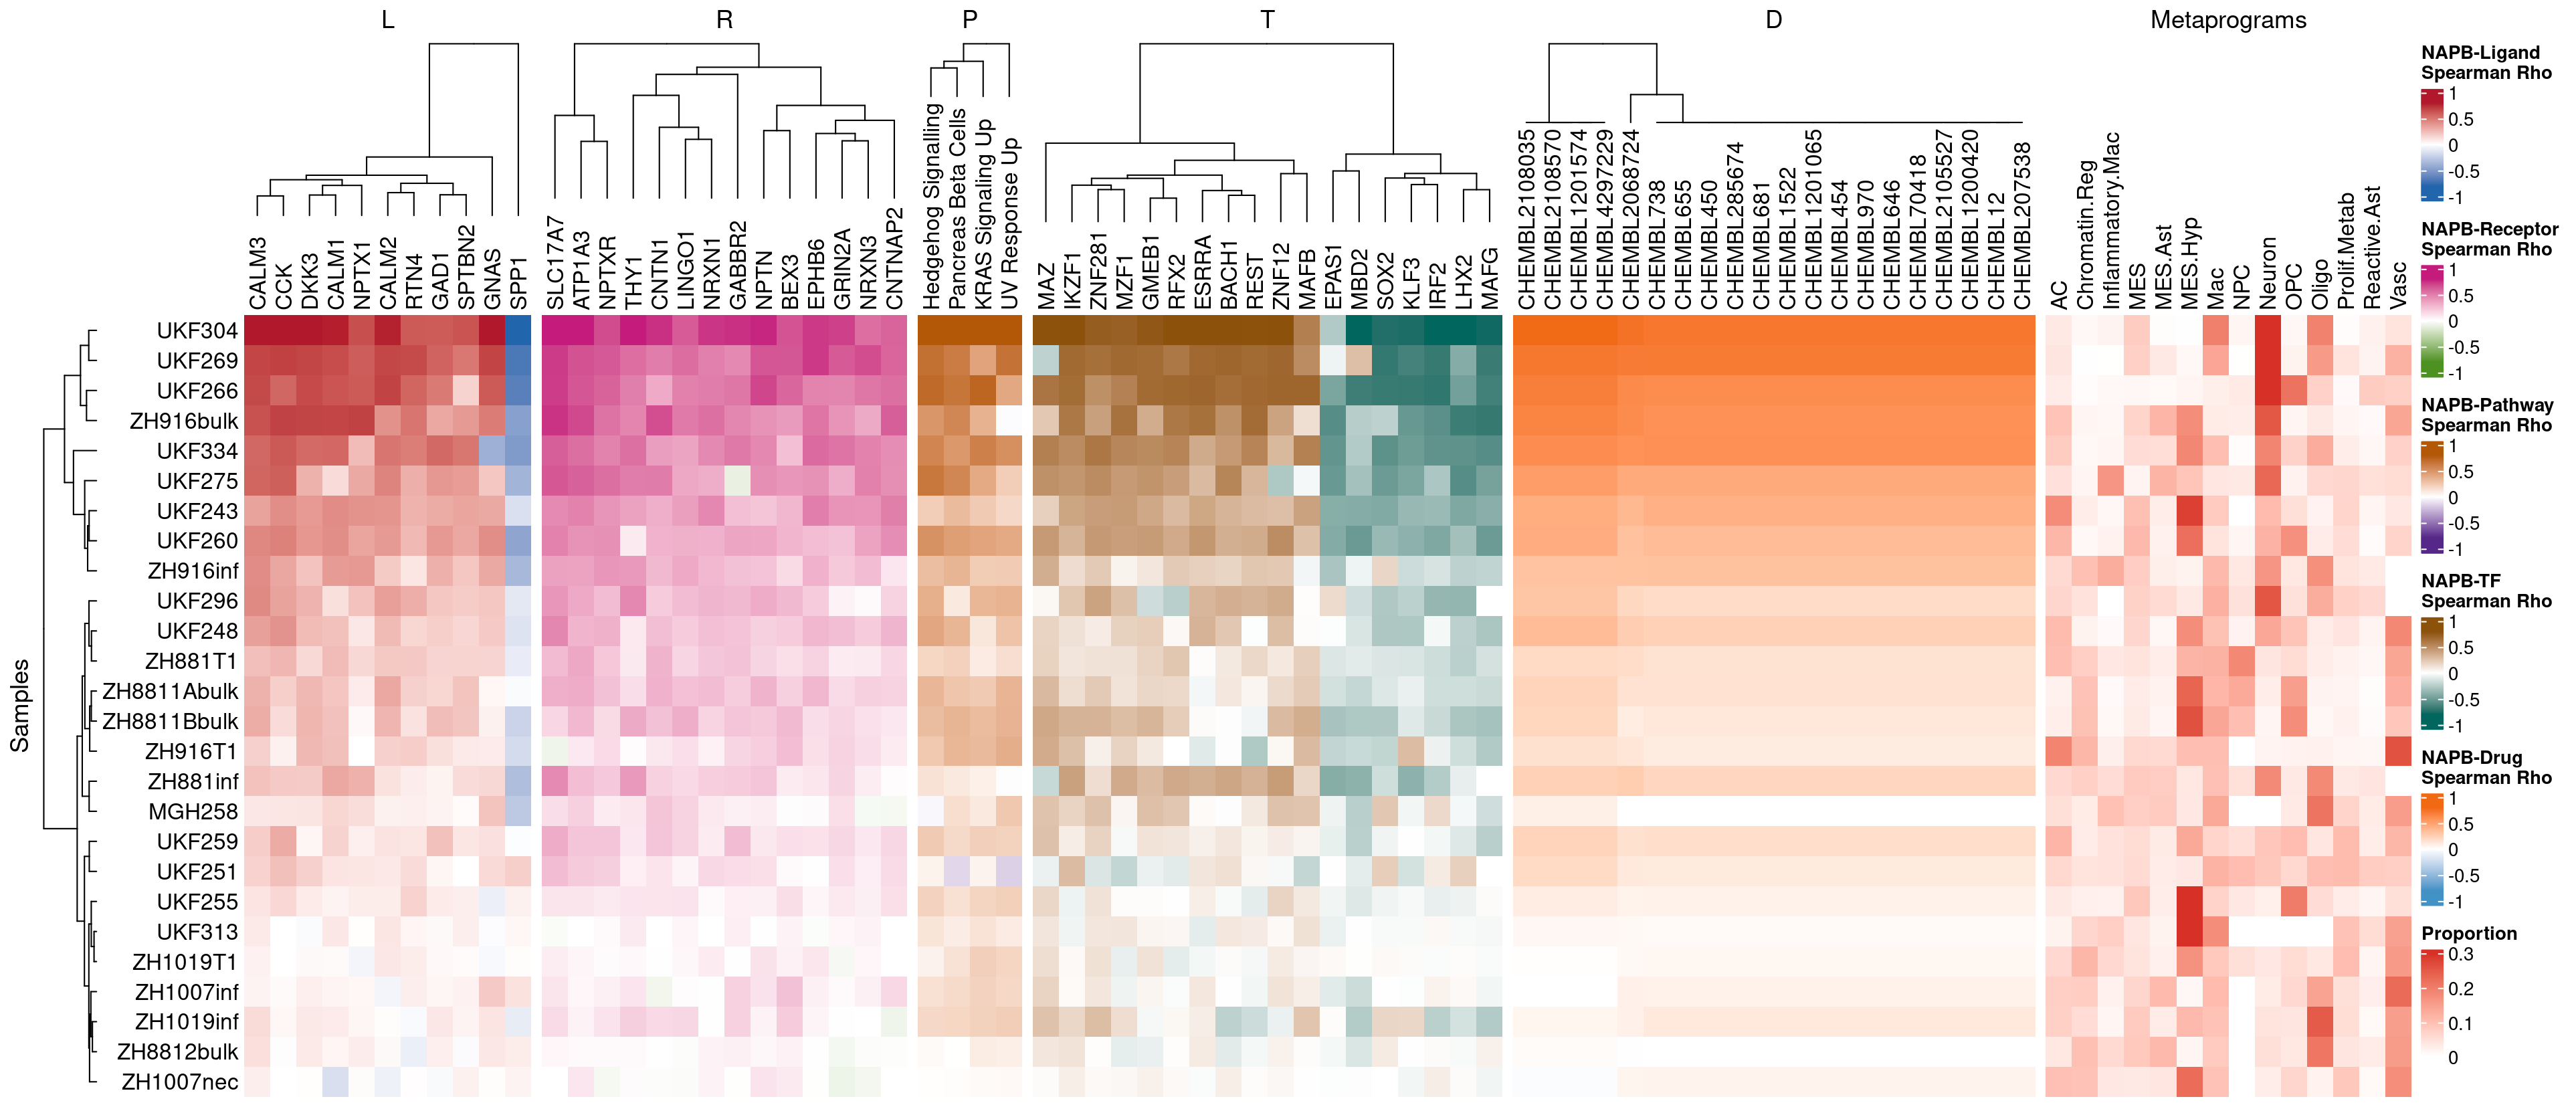 L
R
P
T
D
Metaprograms
CALM3
CCK
DKK3
CALM1
NPTX1
CALM2
RTN4
GAD1
SPTBN2
GNAS
SPP1
SLC17A7
ATP1A3
NPTXR
THY1
CNTN1
LINGO1
NRXN1
GABBR2
NPTN
BEX3
EPHB6
GRIN2A
NRXN3
CNTNAP2
Hedgehog Signalling
Pancreas Beta Cells
KRAS Signaling Up
UV Response Up
MAZ
IKZF1
ZNF281
MZF1
GMEB1
RFX2
ESRRA
BACH1
REST
ZNF12
MAFB
EPAS1
MBD2
SOX2
KLF3
IRF2
LHX2
MAFG
CHEMBL2108035
CHEMBL2108570
CHEMBL1201574
CHEMBL4297229
CHEMBL2068724
CHEMBL738
CHEMBL655
CHEMBL450
CHEMBL285674
CHEMBL681
CHEMBL1522
CHEMBL1201065
CHEMBL454
CHEMBL970
CHEMBL646
CHEMBL70418
CHEMBL2105527
CHEMBL1200420
CHEMBL12
CHEMBL207538
AC
Chromatin.Reg
Inflammatory.Mac
MES
MES.Ast
MES.Hyp
Mac
NPC
Neuron
OPC
Oligo
Prolif.Metab
Reactive.Ast
Vasc
Samples
UKF304
UKF269
UKF266
ZH916bulk
UKF334
UKF275
UKF243
UKF260
ZH916inf
UKF296
UKF248
ZH881T1
ZH8811Abulk
ZH8811Bbulk
ZH916T1
ZH881inf
MGH258
UKF259
UKF251
UKF255
UKF313
ZH1019T1
ZH1007inf
ZH1019inf
ZH8812bulk
ZH1007nec
NAPB-Ligand
Spearman Rho
1
0.5
0
-0.5
-1
NAPB-Receptor
Spearman Rho
1
0.5
0
-0.5
-1
NAPB-Pathway
Spearman Rho
1
0.5
0
-0.5
-1
NAPB-TF
Spearman Rho
1
0.5
0
-0.5
-1
NAPB-Drug
Spearman Rho
1
0.5
0
-0.5
-1
Proportion
0.3
0.2
0.1
0